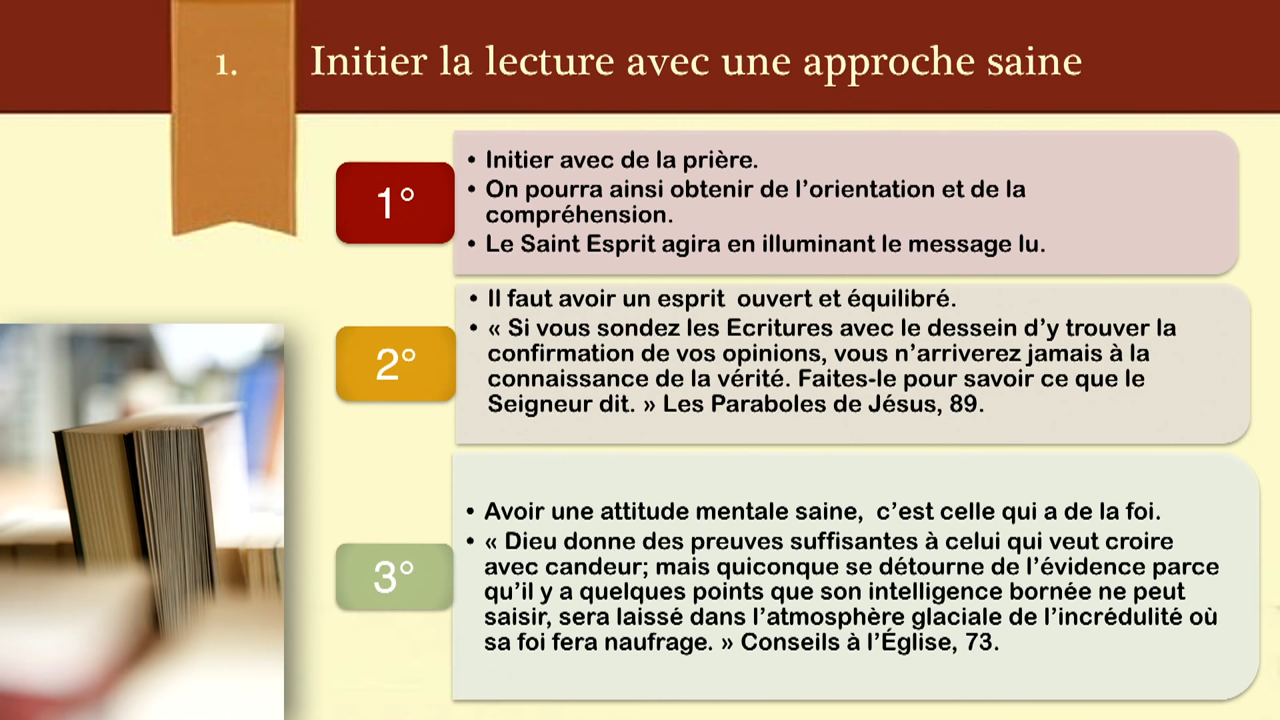 1. Initier la lecture avec une approche saine
1°
• Initier avec de la prière.
• On pourra ainsi obtenir de l’orientation et de la
compréhension.
• Le Saint Esprit agira en illuminant le message lu.
2°
• Il faut avoir un esprit  ouvert et équilibré.
• « Si vous sondez les Ecritures avec le dessein d’y trouver la
confirmation de vos opinions, vous n’arriverez jamais à la
connaissance de la vérité. Faites-le pour savoir ce que le
Seigneur dit. » Les Paraboles de Jésus, 89.
3°
• Avoir une attitude mentale saine,  c’est celle qui a de la foi.
• « Dieu donne des preuves suffisantes à celui qui veut croire
avec candeur; mais quiconque se détourne de l’évidence parce
qu’il y a quelques points que son intelligence bornée ne peut
saisir, sera laissé dans l’atmosphère glaciale de l’incrédulité où
sa foi fera naufrage. » Conseils à l’Église, 73.